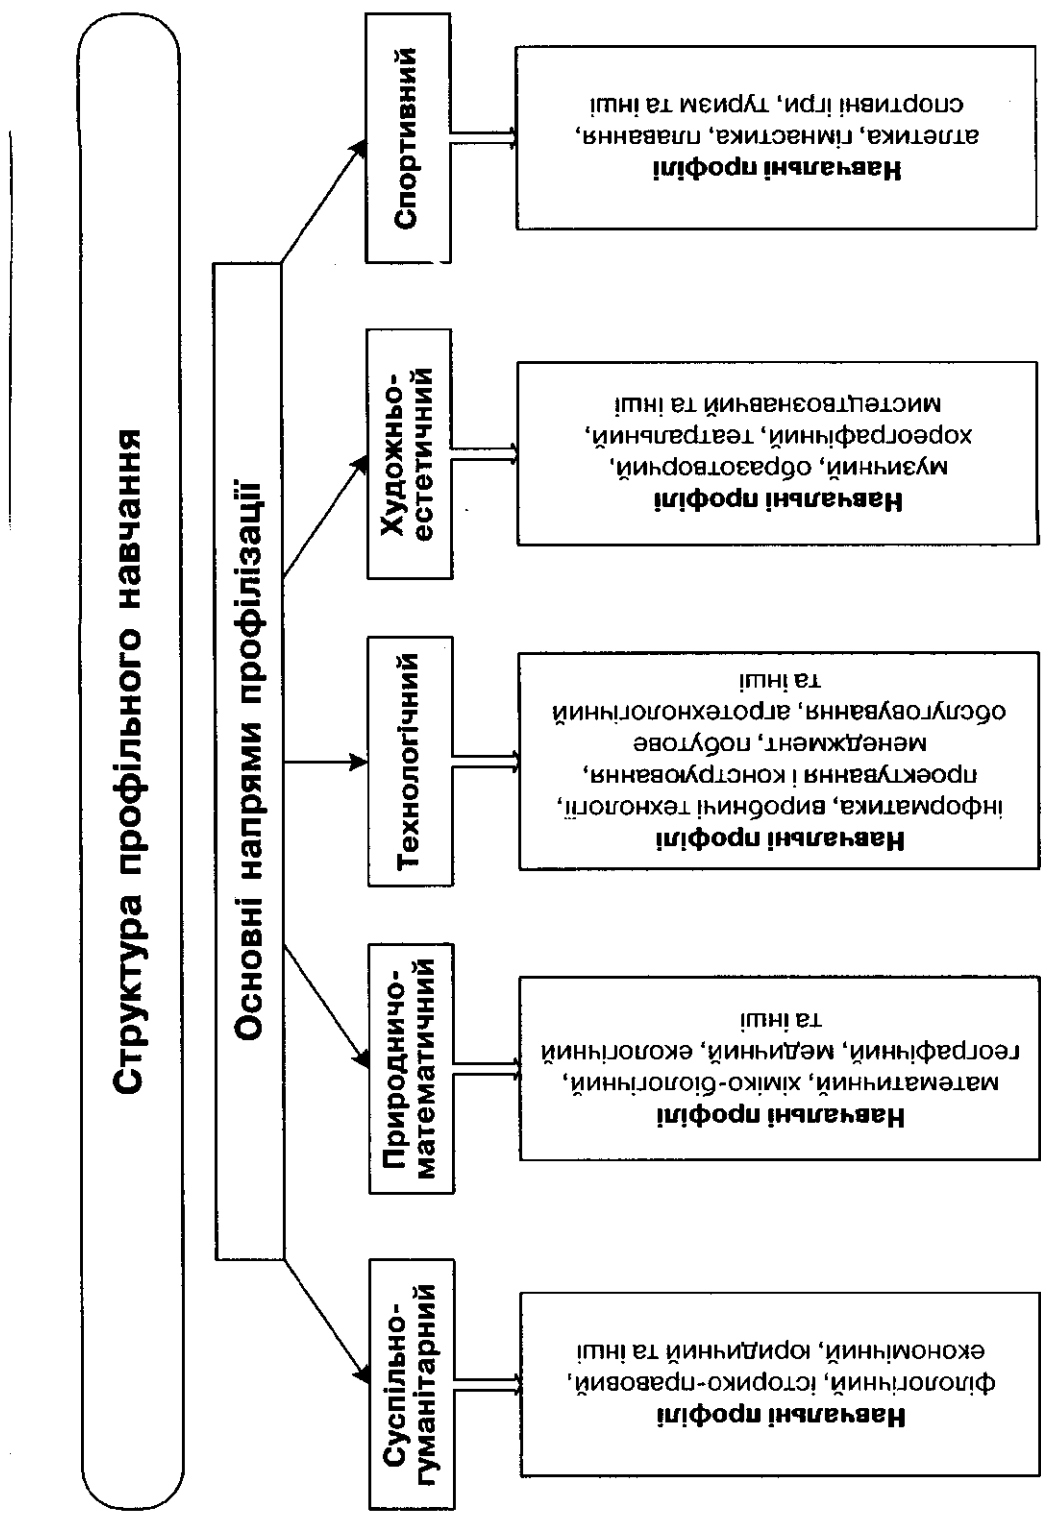 Структура профільного навчання
Основні напрями профілізації
Суспільно-
гуманітарний
Природничо-
математичний
Технологічний
Художньо-
естетичний
Спортивний
Навчальні профілі
філологічний, історико-правовий,
економічний, юридичний та інші
Навчальні профілі
математичний, хіміко-біологічний,
географічний, медичний, екологічний
та інші
Навчальні профілі
інформатика, виробничі технології,
проектування і конструювання,
менеджмент, побутове
обслуговування, агротехнологічний
та інші
Навчальні профілі
музичний, образотворчий,
хореографічний, театральний,
мистецтвознавчий та інші
Навчальні профілі
атлетика, гімнастика, плавання,
спортивні ігри, туризм та інші